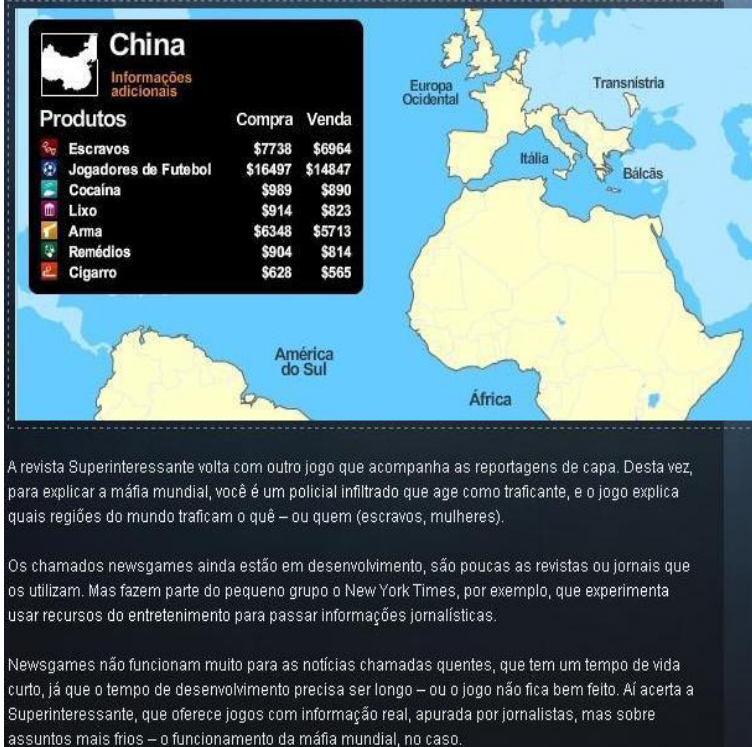 China
Informações
adicionais
Produtos Compra Venda
Escravos $7738 $6964
Jogadores de Futebol $16497 $14847
Cocaína $989 $890
Lixo $914 $823
Arma $6348 $5713
Remédios $904 $814
Cigarro $628 $565
Europa
Ocidental
Transnístria
Itália
Bálcãs
América
do Sul
África
A revista Superinteressante volta com outro jogo que acompanha as reportagens de capa. Desta vez,
para explicar a máfia mundial, você é um policial infiltrado que age como traficante, e o jogo explica
quais regiões do mundo traficam o quê – ou quem (escravos, mulheres).
Os chamados newsgames ainda estão em desenvolvimento, são poucas as revistas ou jornais que
os utilizam. Mas fazem parte do pequeno grupo o New York Times, por exemplo, que experimenta
usar recursos do entretenimento para passar informações jornalísticas.
Newsgames não funcionam muito para as notícias chamadas quentes, que tem um tempo de vida
curto, já que o tempo de desenvolvimento precisa ser longo – ou o jogo não fica bem feito. Aí acerta a
Superinteressante, que oferece jogos com informação real, apurada por jornalistas, mas sobre
assuntos mais frios – o funcionamento da máfia mundial, no caso.